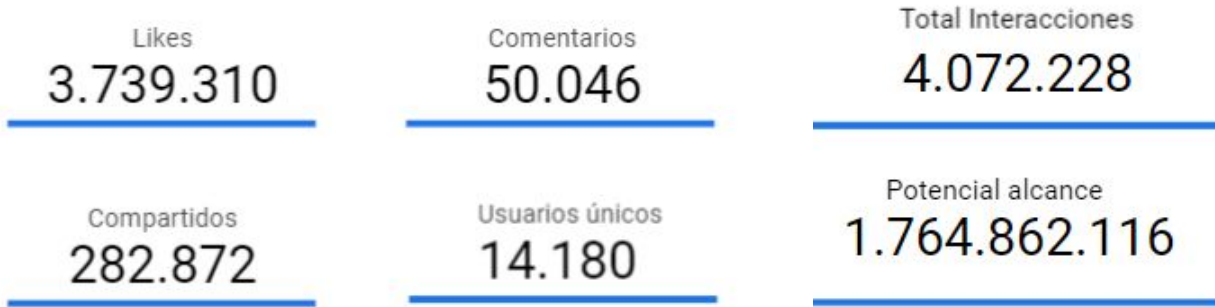 Likes
3.739.310
Comentarios
50.046
Total Interacciones
4.072.228
Compartidos
282.872
Usuarios únicos
14.180
Potencial alcance
1.764.862.116